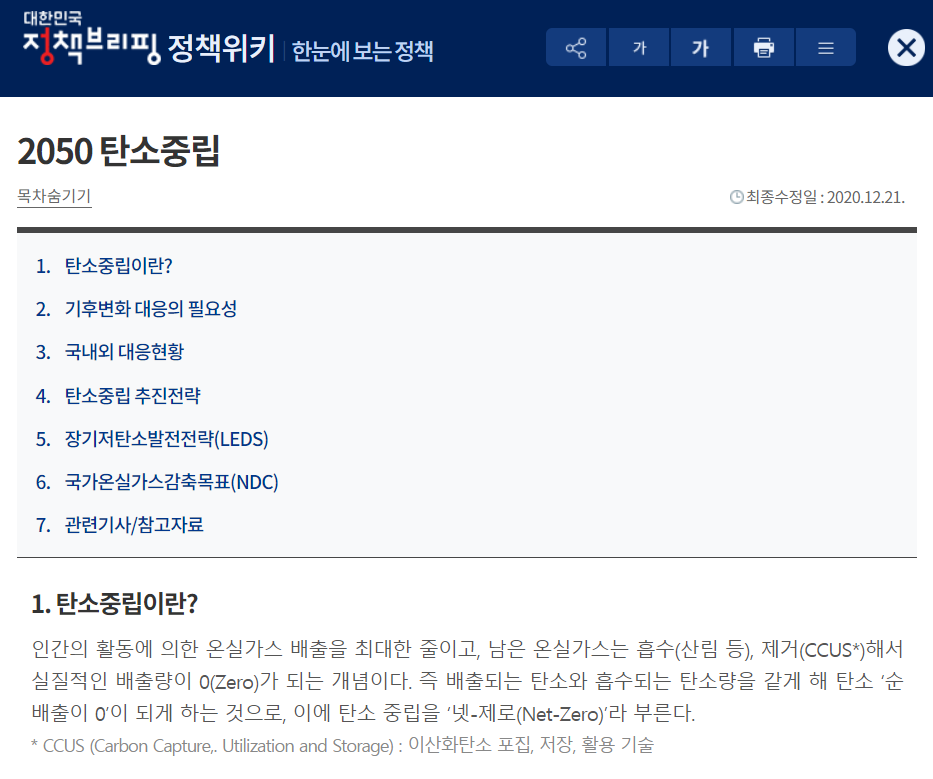 대한민국
정책브리핑 정책위키 한눈에 보는 정책
가 가
2050 탄소중립
목차숨기기
최종수정일 : 2020.12.21.
1. 탄소중립이란?
2. 기후변화 대응의 필요성
3. 국내외 대응현황
4. 탄소중립 추진전략
5. 장기저탄소발전전략(LEDS)
6. 국가온실가스감축목표(NDC)
7. 관련기사/참고자료
1. 탄소중립이란?
인간의 활동에 의한 온실가스 배출을 최대한 줄이고, 남은 온실가스는 흡수(산림 등), 제거(CCUS*)해서
실질적인 배출량이 0(Zero)가 되는 개념이다. 즉 배출되는 탄소와 흡수되는 탄소량을 같게 해 탄소 ‘순
배출이 0’이 되게 하는 것으로, 이에 탄소 중립을 ‘넷-제로(Net-Zero)’라 부른다.
* CCUS (Carbon Capture,. Utilization and Storage) : 이산화탄소 포집, 저장, 활용 기술